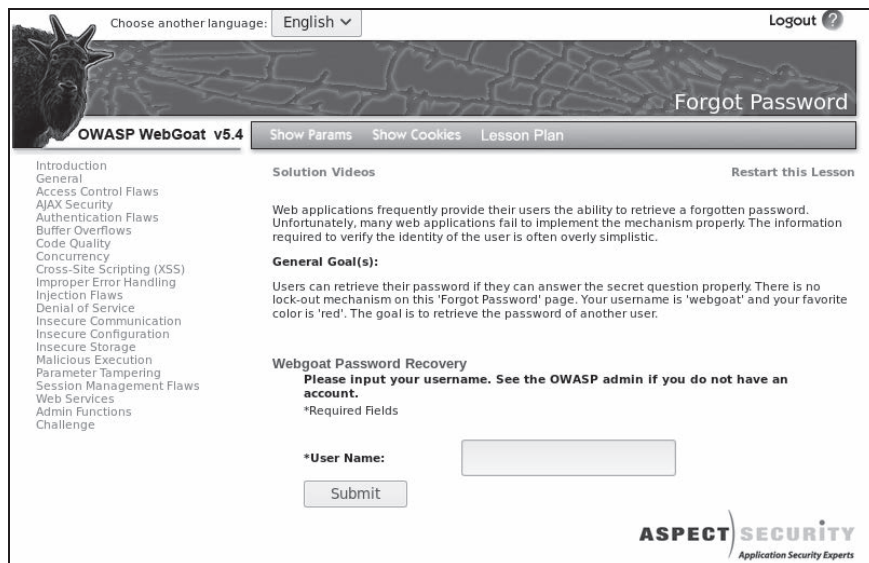 Choose another language: English
Logout ?
Forgot Password
OWASP WebGoat v5.4
Show Params Show Cookies Lesson Plan
Introduction
General
Access Control Flaws
AJAX Security
Authentication Flaws
Buffer Overflows
Code Quality
Concurrency
Cross-Site Scripting (XSS)
Improper Error Handling
Injection Flaws
Denial of Service
Insecure Communication
Insecure Configuration
Insecure Storage
Malicious Execution
Parameter Tampering
Session Management Flaws
Web Services
Admin Functions
Challenge
Solution Videos
Restart this Lesson
Web applications frequently provide their users the ability to retrieve a forgotten password.
Unfortunately, many web applications fail to implement the mechanism properly. The information
required to verify the identity of the user is often overly simplistic.
General Goal(s):
Users can retrieve their password if they can answer the secret question properly. There is no
lock-out mechanism on this 'Forgot Password' page. Your username is 'webgoat' and your favorite
color is 'red'. The goal is to retrieve the password of another user.
Webgoat Password Recovery
Please input your username. See the OWASP admin if you do not have an
account.
*Required Fields
*User Name:
Submit
ASPECT SECURITY
Application Security Experts